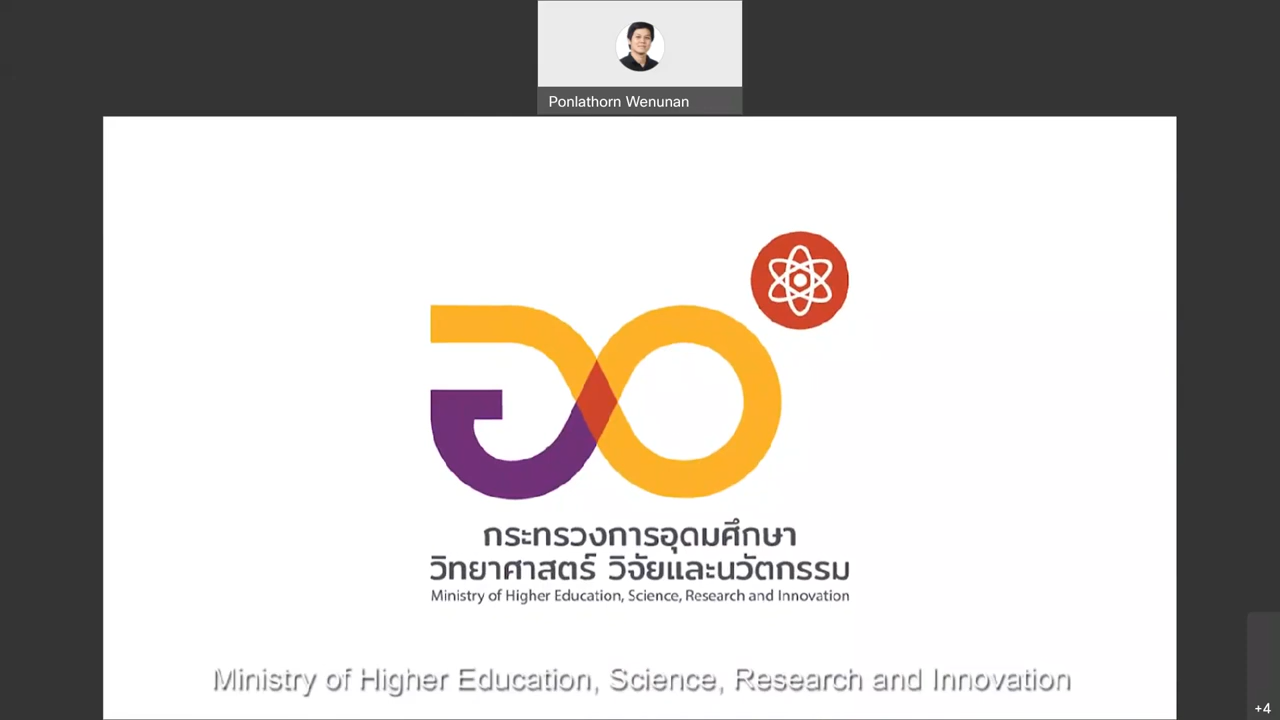 Ponlathorn Wenunan
กระทรวงการอุดมศึกษา
วิทยาศาสตร์ วิจัยและนวัตกรรม
Ministry of Higher Education, Science, Research and Innovation
Ministry of Higher Education, Science, Research and Innovation
+4